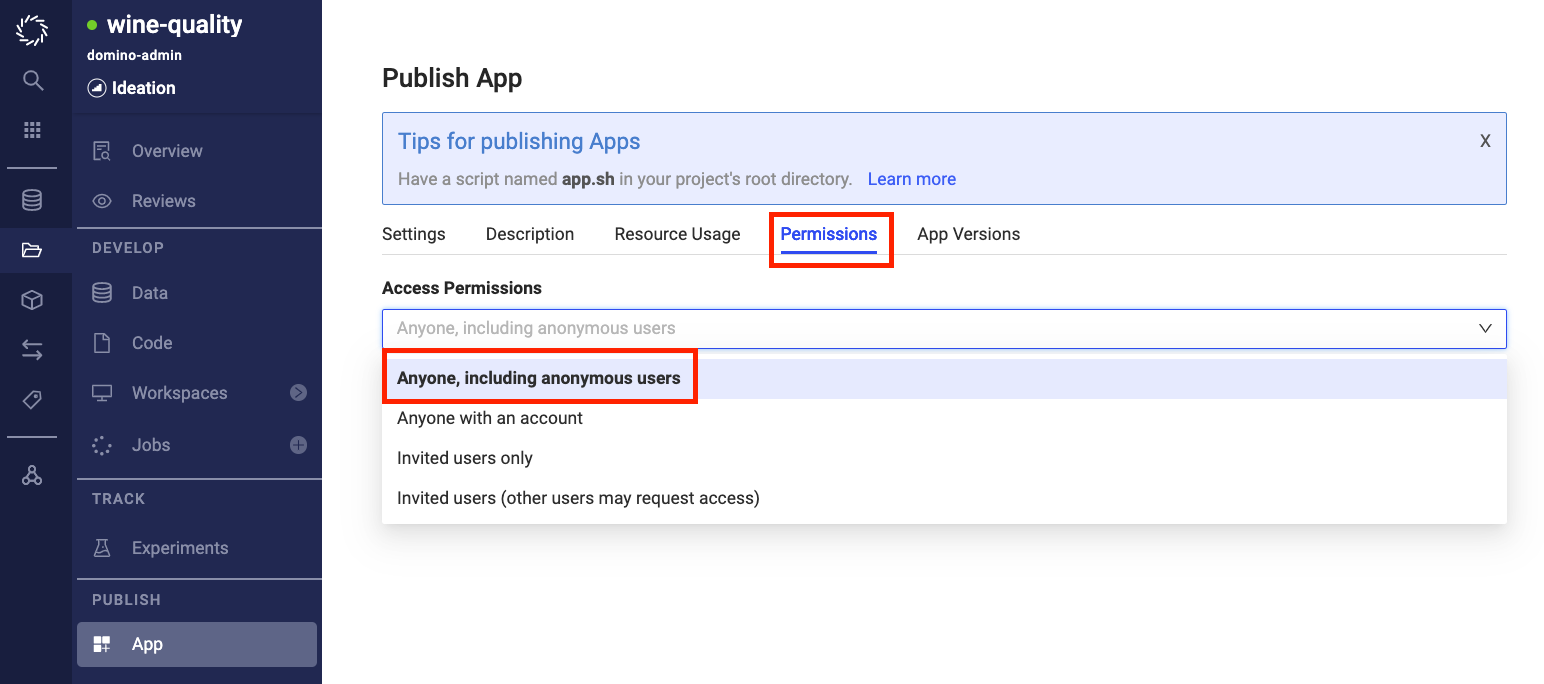 wine-quality
domino-admin
Ideation
Overview
Reviews
DEVELOP
Data
Code
Workspaces
Jobs
TRACK
Experiments
PUBLISH
App
Publish App
Tips for publishing Apps X
Have a script named app.sh in your project's root directory. Learn more
Settings Description Resource Usage Permissions App Versions
Access Permissions
Anyone, including anonymous users
Anyone, including anonymous users
Anyone with an account
Invited users only
Invited users (other users may request access)